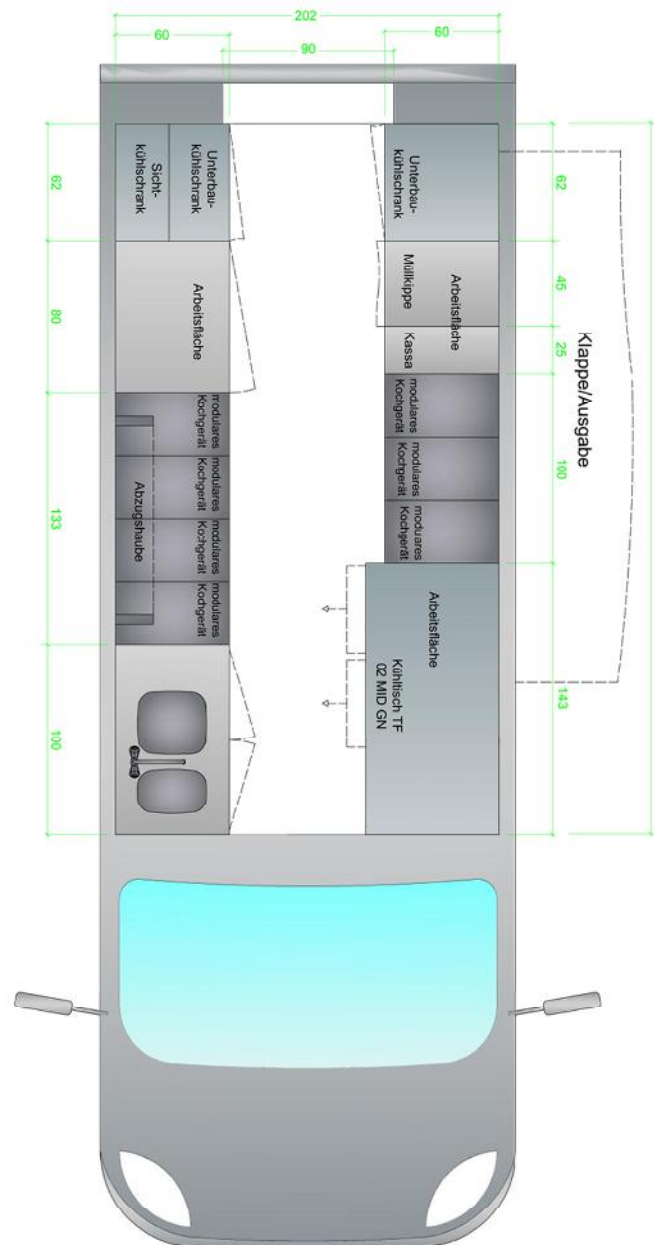 202
60
90
60
62
80
133
100
Unterbau-
kühlschrank
Sicht-
kühlschrank
Arbeitsfläche
modulares
Kochgerät
modulares
Kochgerät
modulares
Kochgerät
modulares
Kochgerät
Abzugshaube
Unterbau-
kühlschrank
Arbeitsfläche
Müllkippe
Kassa
modulares
Kochgerät
modulares
Kochgerät
moduares
Kochgerät
Arbeitsfläche
Kühltisch TF
02 MID GN
62
45
25
100
143
Klappe/Ausgabe